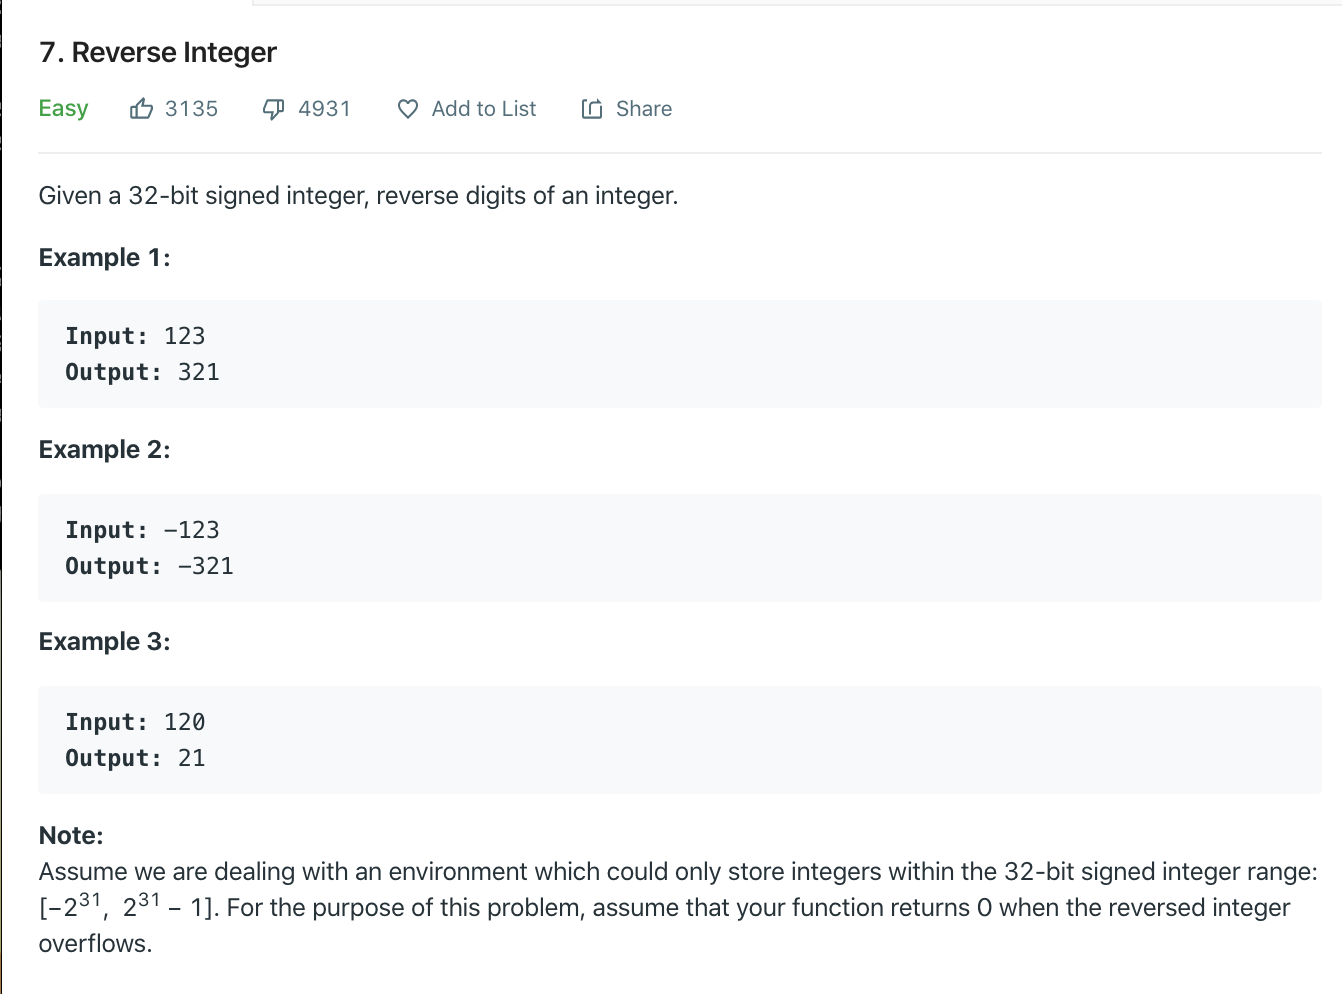 7. Reverse Integer
Easy 3135 4931 Add to List Share
Given a 32-bit signed integer, reverse digits of an integer.
Example 1:
Input: 123
Output: 321
Example 2:
Input: −123
Output: −321
Example 3:
Input: 120
Output: 21
Note:
Assume we are dealing with an environment which could only store integers within the 32-bit signed integer range:
[−2³¹, 2³¹ − 1]. For the purpose of this problem, assume that your function returns 0 when the reversed integer
overflows.